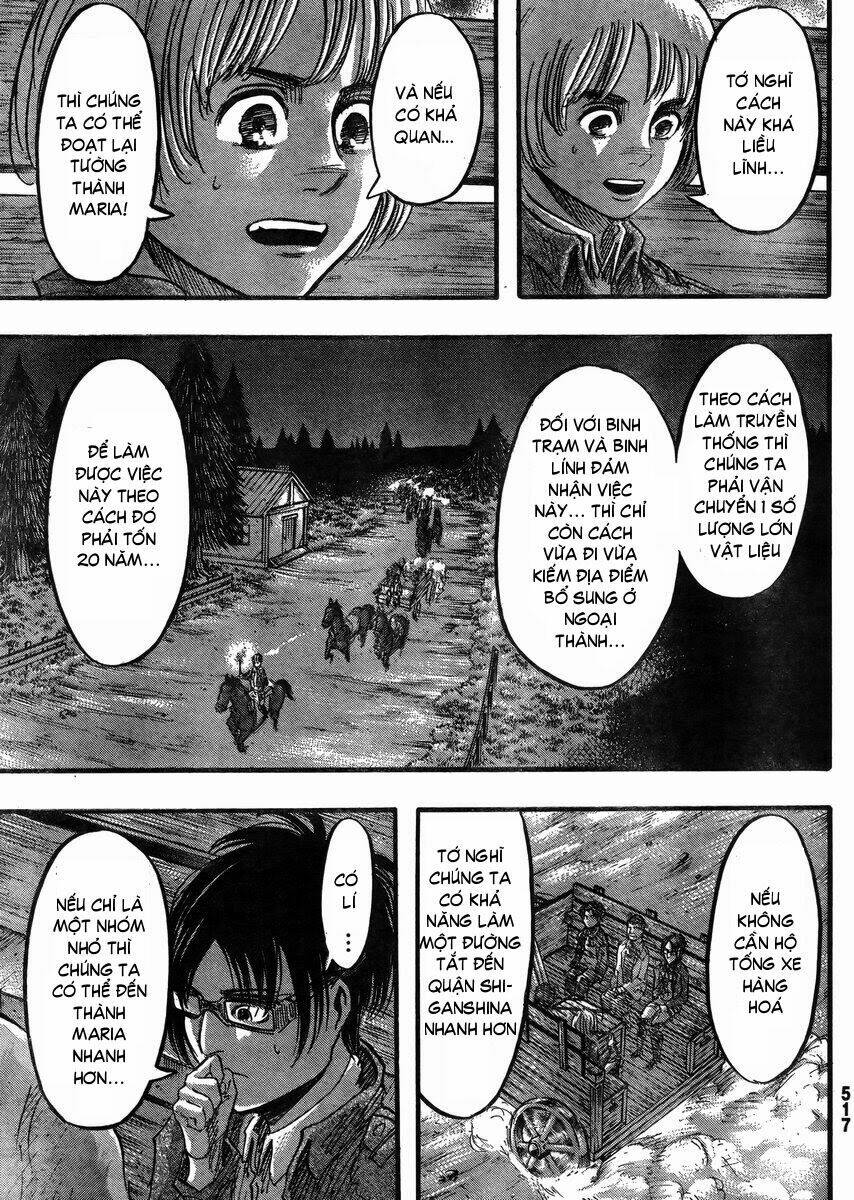 TỚ NGHĨ
CÁCH
NÀY KHÁ
LIỀU
LĨNH...
VÀ NẾU
CÓ KHẢ
QUAN...
THÌ CHÚNG
TA CÓ THỂ
ĐOẠT LẠI
TƯỜNG
THÀNH
MARIA!
THEO CÁCH
LÀM TRUYỀN
THỐNG THÌ
CHÚNG TA
PHẢI VẬN
CHUYỂN 1 SỐ
LƯỢNG LỚN
VẬT LIỆU
ĐỐI VỚI BINH
TRẠM VÀ BINH
LÍNH ĐẢM
NHẬN VIỆC
NÀY... THÌ CHỈ
CÒN CÁCH
VỪA ĐI VỪA
KIẾM ĐỊA ĐIỂM
BỔ SUNG Ở
NGOẠI
THÀNH...
ĐỂ LÀM
ĐƯỢC VIỆC
NÀY THEO
CÁCH ĐÓ
PHẢI TỐN
20 NĂM...
NẾU
KHÔNG
CẦN HỘ
TỐNG XE
HÀNG
HOÁ
TỚ NGHĨ
CHÚNG TA
CÓ KHẢ
NĂNG LÀM
MỘT ĐƯỜNG
TẮT ĐẾN
QUẬN SHI-
GANSHINA
NHANH HƠN
CÓ
LÍ
...
NẾU CHỈ LÀ
MỘT NHÓM
NHỎ THÌ
CHÚNG TA
CÓ THỂ ĐẾN
THÀNH
MARIA
NHANH
HƠN...
517